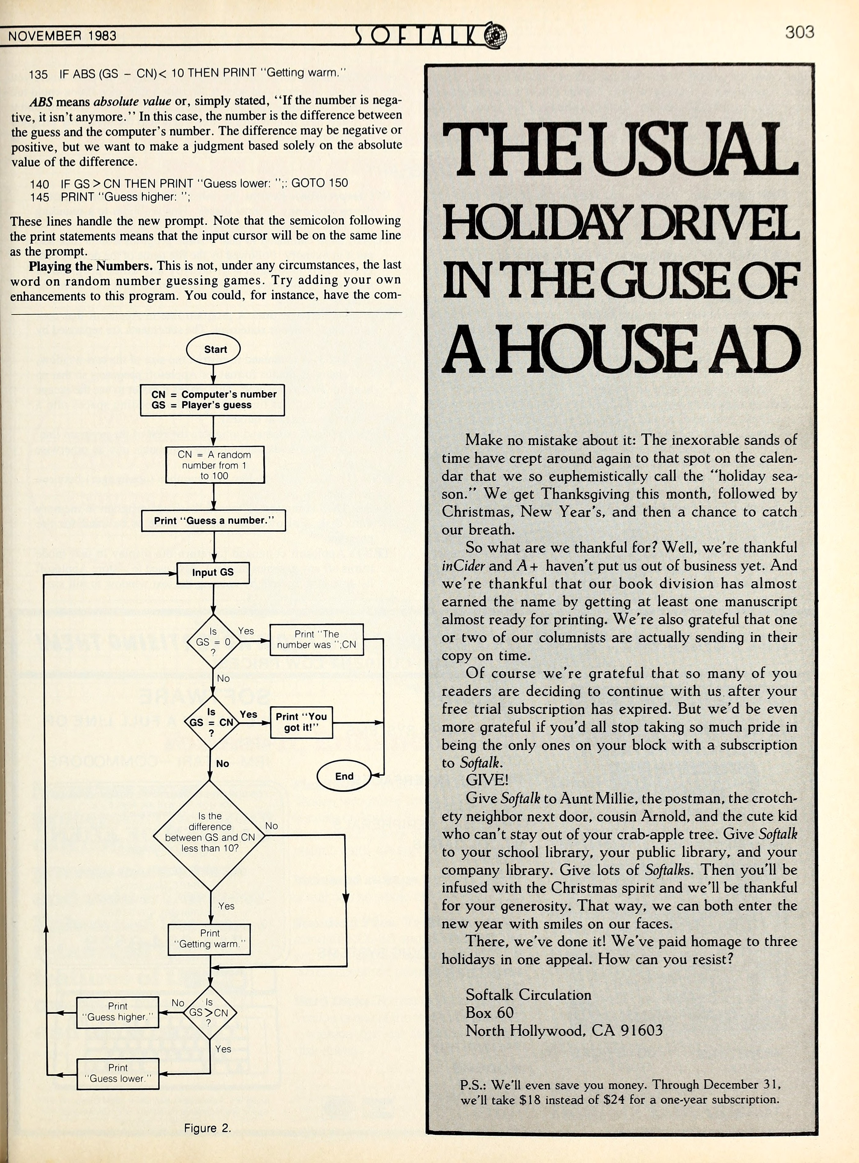 NOVEMBER 1983
SOFTALK
303
135 IF ABS (GS – CN)< 10 THEN PRINT "Getting warm."
ABS means absolute value or, simply stated, "If the number is nega-
tive, it isn't anymore." In this case, the number is the difference between
the guess and the computer's number. The difference may be negative or
positive, but we want to make a judgment based solely on the absolute
value of the difference.
140 IF GS > CN THEN PRINT "Guess lower: ";: GOTO 150
145 PRINT "Guess higher: ";
These lines handle the new prompt. Note that the semicolon following
the print statements means that the input cursor will be on the same line
as the prompt.
Playing the Numbers. This is not, under any circumstances, the last
word on random number guessing games. Try adding your own
enhancements to this program. You could, for instance, have the com-
Start
CN = Computer's number
GS = Player's guess
CN = A random
number from 1
to 100
Print "Guess a number."
Input GS
Is
GS = 0
?
Yes
Print "The
number was ";CN
No
Is
GS = CN
?
Yes
Print "You
got it!"
No
End
Is the
difference
between GS and CN
less than 10?
No
Yes
Print
"Getting warm."
Is
GS>CN
?
No
Print
"Guess higher."
Yes
Print
"Guess lower."
Figure 2.
THE USUAL
HOLIDAY DRIVEL
IN THE GUISE OF
A HOUSE AD
Make no mistake about it: The inexorable sands of
time have crept around again to that spot on the calen-
dar that we so euphemistically call the "holiday sea-
son." We get Thanksgiving this month, followed by
Christmas, New Year's, and then a chance to catch
our breath.
So what are we thankful for? Well, we're thankful
inCider and A+ haven't put us out of business yet. And
we're thankful that our book division has almost
earned the name by getting at least one manuscript
almost ready for printing. We're also grateful that one
or two of our columnists are actually sending in their
copy on time.
Of course we're grateful that so many of you
readers are deciding to continue with us after your
free trial subscription has expired. But we'd be even
more grateful if you'd all stop taking so much pride in
being the only ones on your block with a subscription
to Softalk.
GIVE!
Give Softalk to Aunt Millie, the postman, the crotch-
ety neighbor next door, cousin Arnold, and the cute kid
who can't stay out of your crab-apple tree. Give Softalk
to your school library, your public library, and your
company library. Give lots of Softalks. Then you'll be
infused with the Christmas spirit and we'll be thankful
for your generosity. That way, we can both enter the
new year with smiles on our faces.
There, we've done it! We've paid homage to three
holidays in one appeal. How can you resist?
Softalk Circulation
Box 60
North Hollywood, CA 91603
P.S.: We'll even save you money. Through December 31,
we'll take $18 instead of $24 for a one-year subscription.